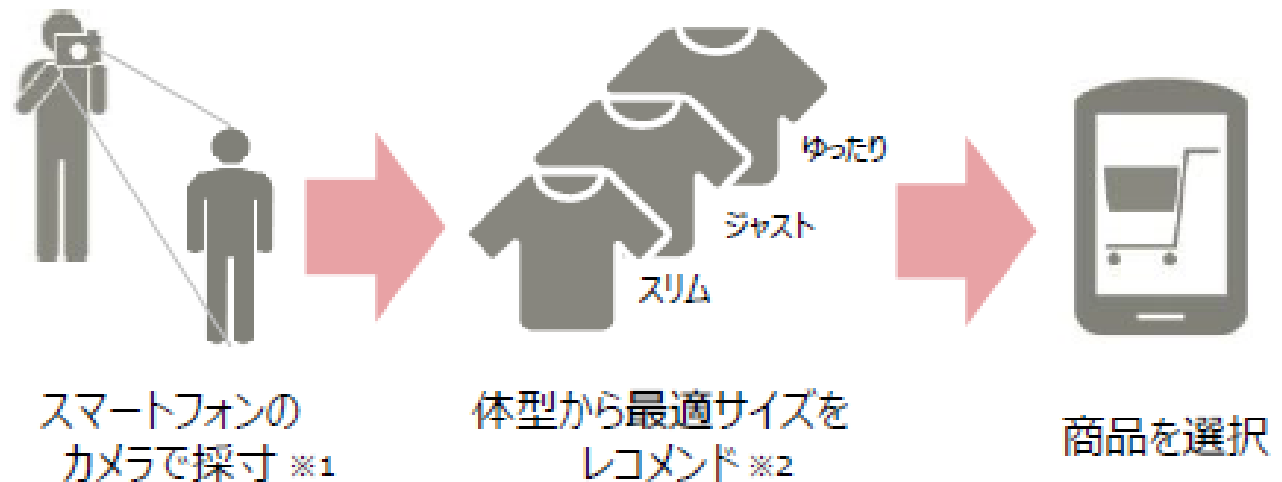 ゆったり
ジャスト
スリム
スマートフォンの
カメラで採寸 ※1
体型から最適サイズを
レコメンド ※2
商品を選択